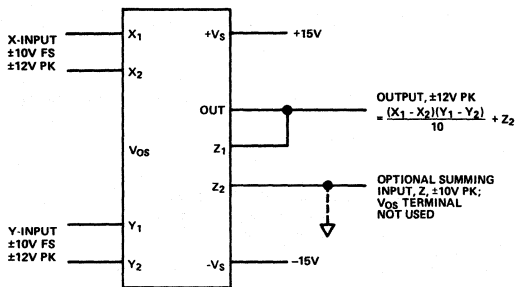 X-INPUT
±10V FS
±12V PK
X1
X2
+VS
+15V
OUT
OUTPUT, ±12V PK
= (X1 - X2)(Y1 - Y2) / 10 + Z2
VOS
Z1
Z2
OPTIONAL SUMMING
INPUT, Z, ±10V PK;
VOS TERMINAL
NOT USED
Y-INPUT
±10V FS
±12V PK
Y1
Y2
-VS
-15V